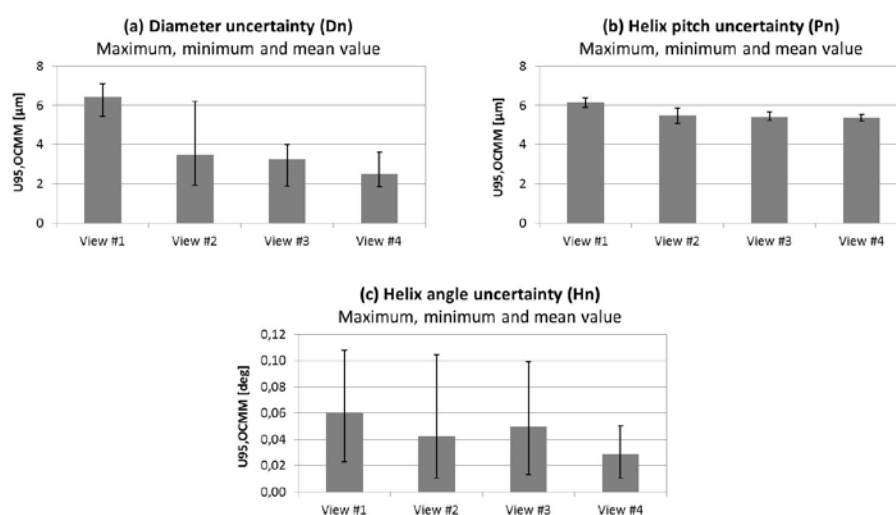 (a) Diameter uncertainty (Dn)
Maximum, minimum and mean value
U95,OCMM [µm]
8
6
4
2
0
View #1 View #2 View #3 View #4
(b) Helix pitch uncertainty (Pn)
Maximum, minimum and mean value
U95,OCMM [µm]
8
6
4
2
0
View #1 View #2 View #3 View #4
(c) Helix angle uncertainty (Hn)
Maximum, minimum and mean value
U95,OCMM [deg]
0,12
0,10
0,08
0,06
0,04
0,02
0,00
View #1 View #2 View #3 View #4